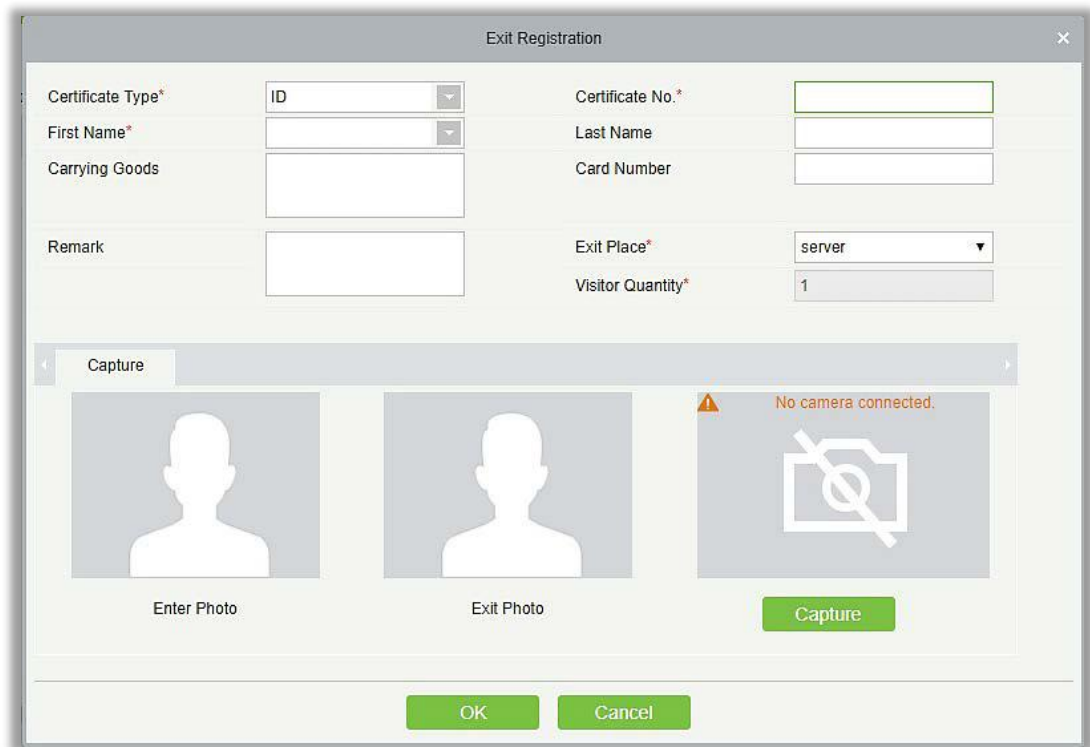 Exit Registration
Certificate Type* ID Certificate No.*
First Name* Last Name
Carrying Goods Card Number
Remark Exit Place* server
Visitor Quantity* 1
Capture
No camera connected.
Enter Photo Exit Photo Capture
OK Cancel